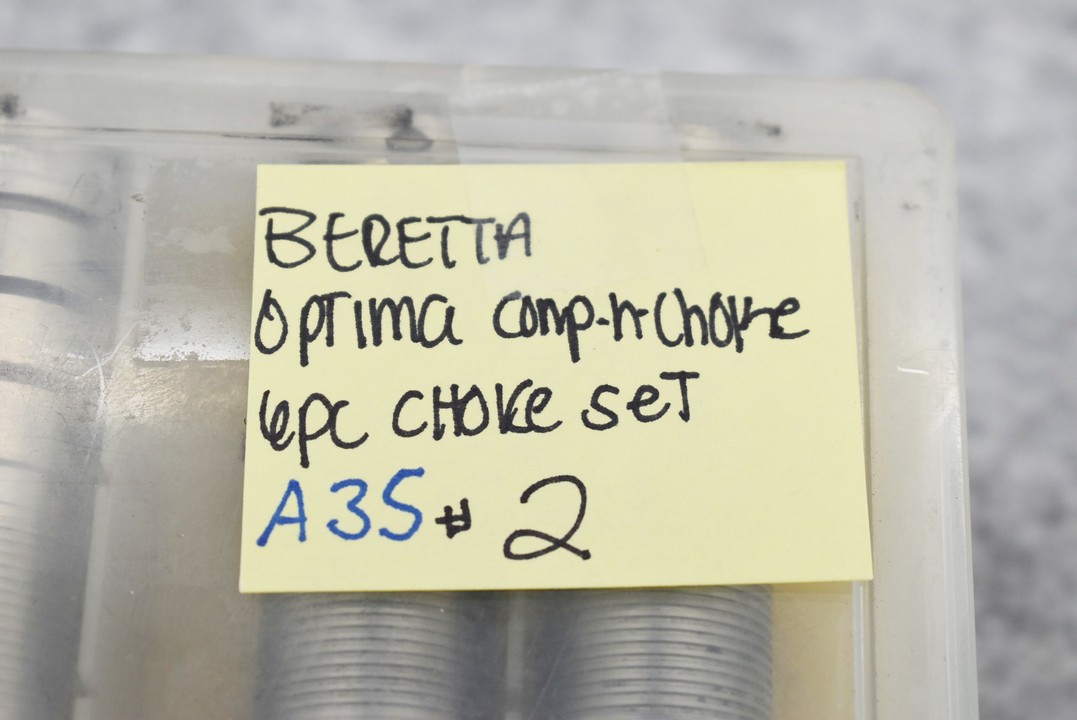 BERETTA
OPTIMA comp-n-choke
6pc CHOKE SET
A35 # 2